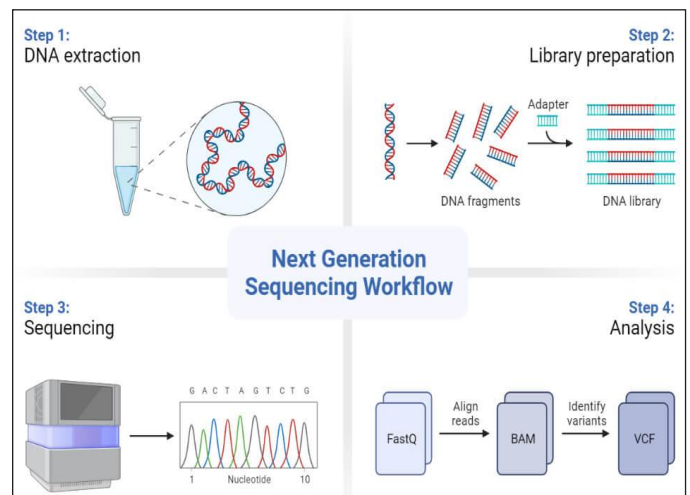 Step 1:
DNA extraction
Step 2:
Library preparation
Adapter
DNA fragments
DNA library
Next Generation
Sequencing Workflow
Step 3:
Sequencing
G A C T A G T C T G
1 Nucleotide 10
Step 4:
Analysis
FastQ
Align
reads
BAM
Identify
variants
VCF